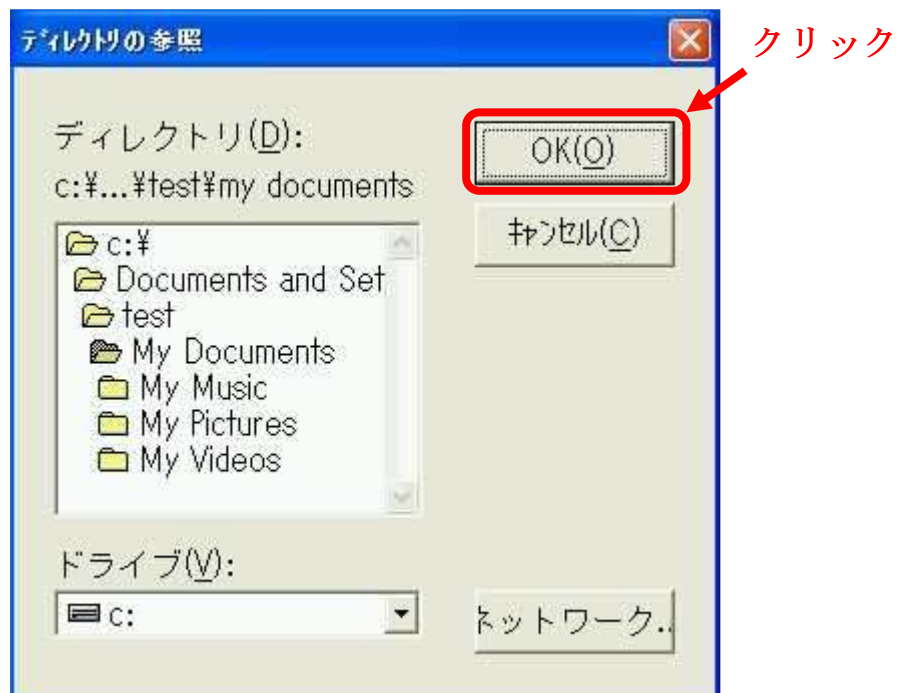 ディレクトリの参照
クリック
ディレクトリ(D):
c:¥...¥test¥my documents
OK(O)
キャンセル(C)
c:¥
Documents and Set
test
My Documents
My Music
My Pictures
My Videos
ドライブ(V):
c:
ネットワーク..